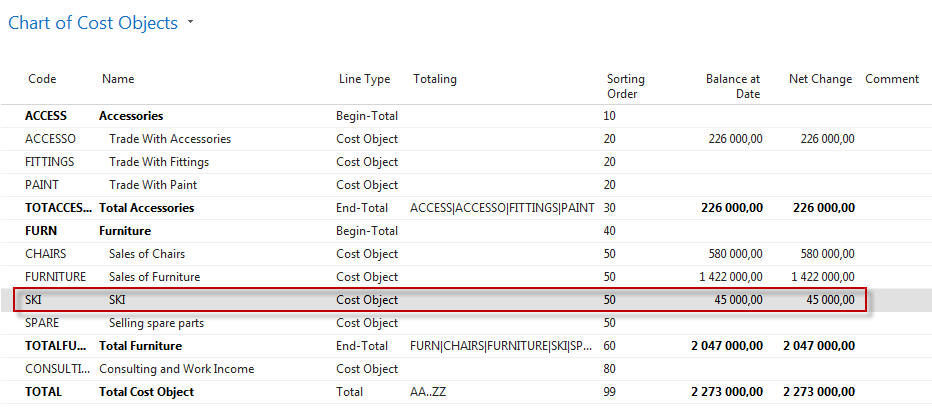 Chart of Cost Objects
Code Name Line Type Totaling Sorting Order Balance at Date Net Change Comment
ACCESS Accessories Begin-Total 10
ACCESSO Trade With Accessories Cost Object 20 226 000,00 226 000,00
FITTINGS Trade With Fittings Cost Object 20
PAINT Trade With Paint Cost Object 20
TOTACCES... Total Accessories End-Total ACCESS|ACCESSO|FITTINGS|PAINT 30 226 000,00 226 000,00
FURN Furniture Begin-Total 40
CHAIRS Sales of Chairs Cost Object 50 580 000,00 580 000,00
FURNITURE Sales of Furniture Cost Object 50 1 422 000,00 1 422 000,00
SKI SKI Cost Object 50 45 000,00 45 000,00
SPARE Selling spare parts Cost Object 50
TOTALFU... Total Furniture End-Total FURN|CHAIRS|FURNITURE|SKI|SP... 60 2 047 000,00 2 047 000,00
CONSULTI... Consulting and Work Income Cost Object 80
TOTAL Total Cost Object Total AA..ZZ 99 2 273 000,00 2 273 000,00